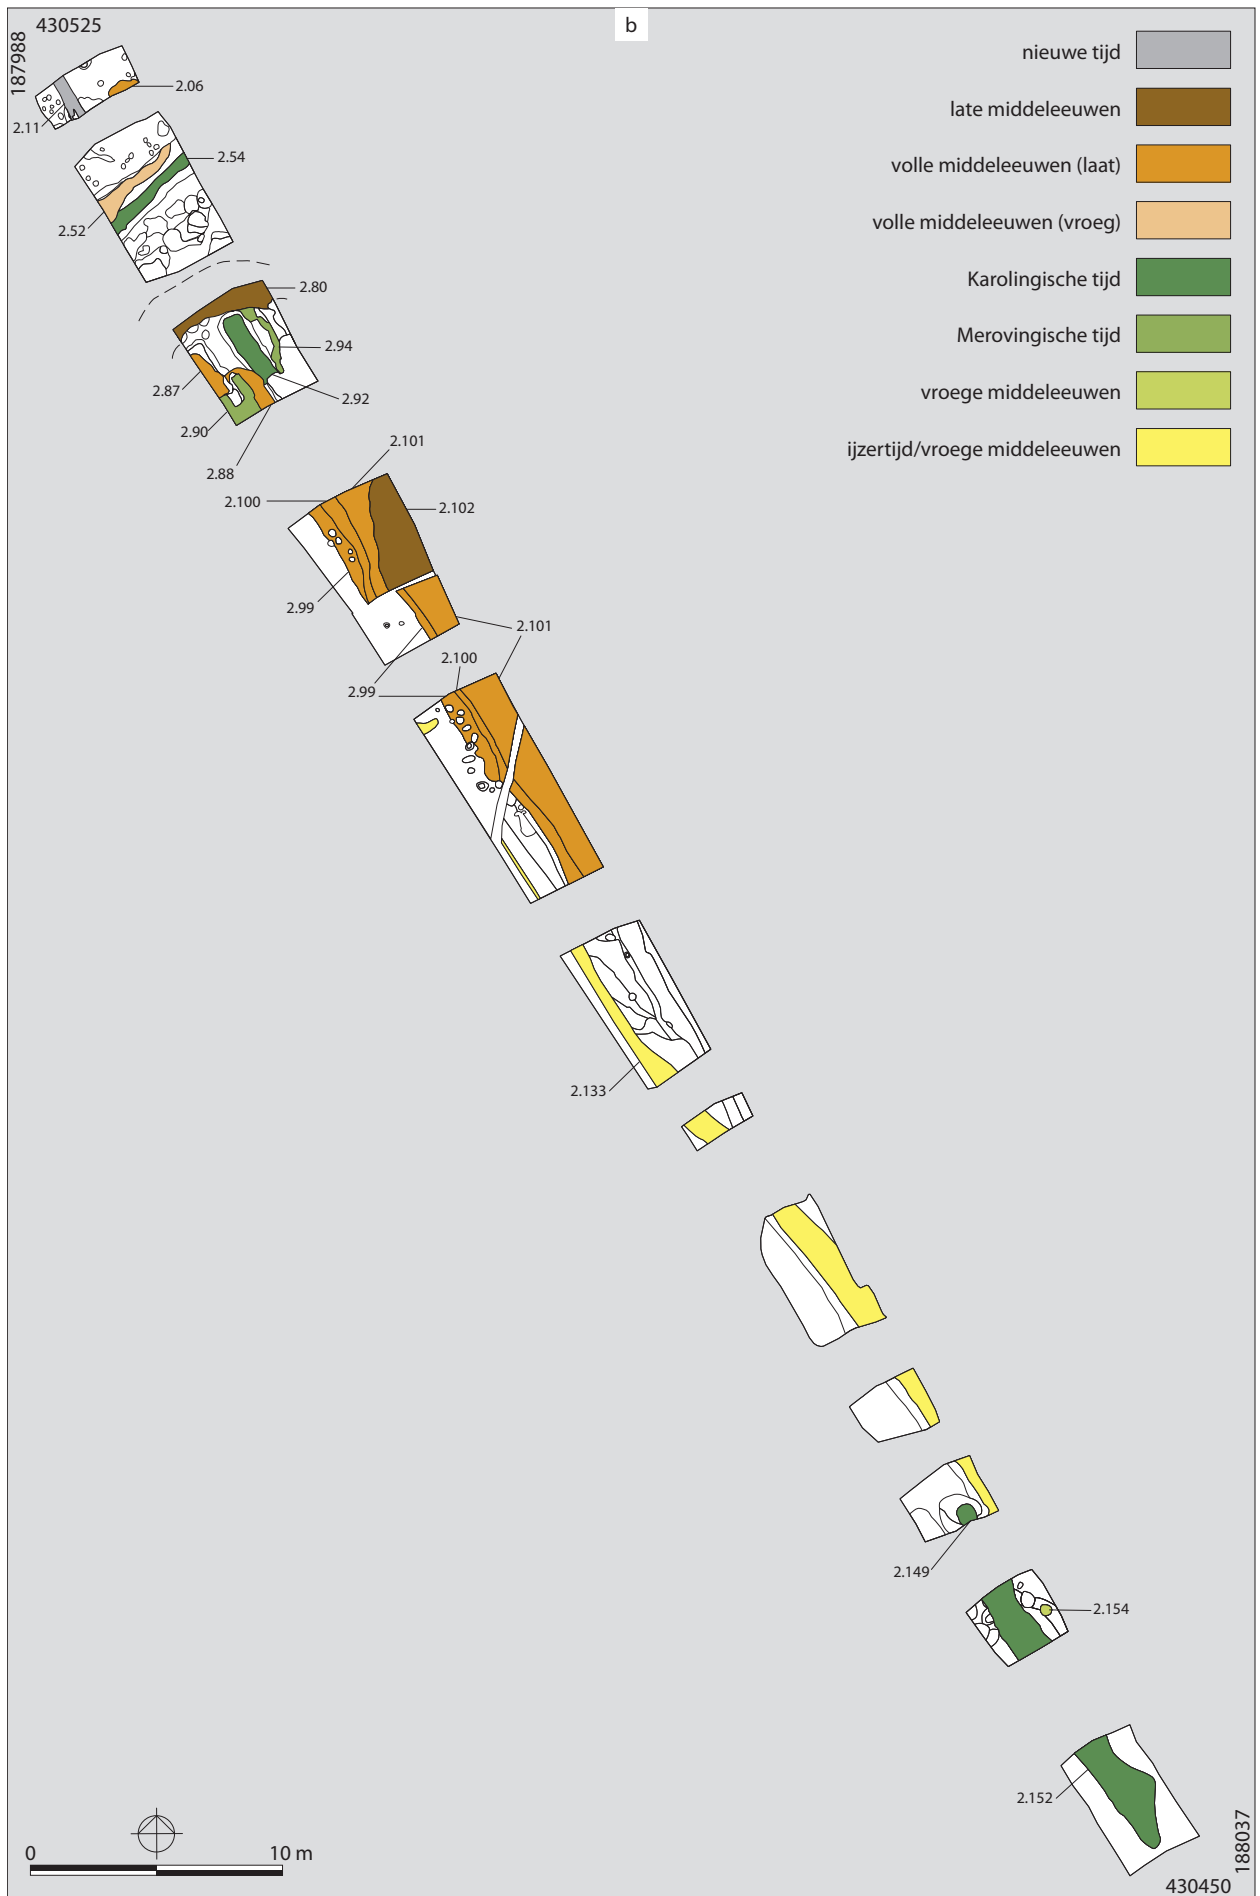 430525
b
187988
nieuwe tijd
late middeleeuwen
volle middeleeuwen (laat)
volle middeleeuwen (vroeg)
Karolingische tijd
Merovingische tijd
vroege middeleeuwen
ijzertijd/vroege middeleeuwen
2.06
2.11
2.54
2.52
2.80
2.94
2.87
2.92
2.90
2.88
2.101
2.100
2.102
2.99
2.101
2.100
2.99
2.133
2.149
2.154
2.152
0
10 m
188037
430450